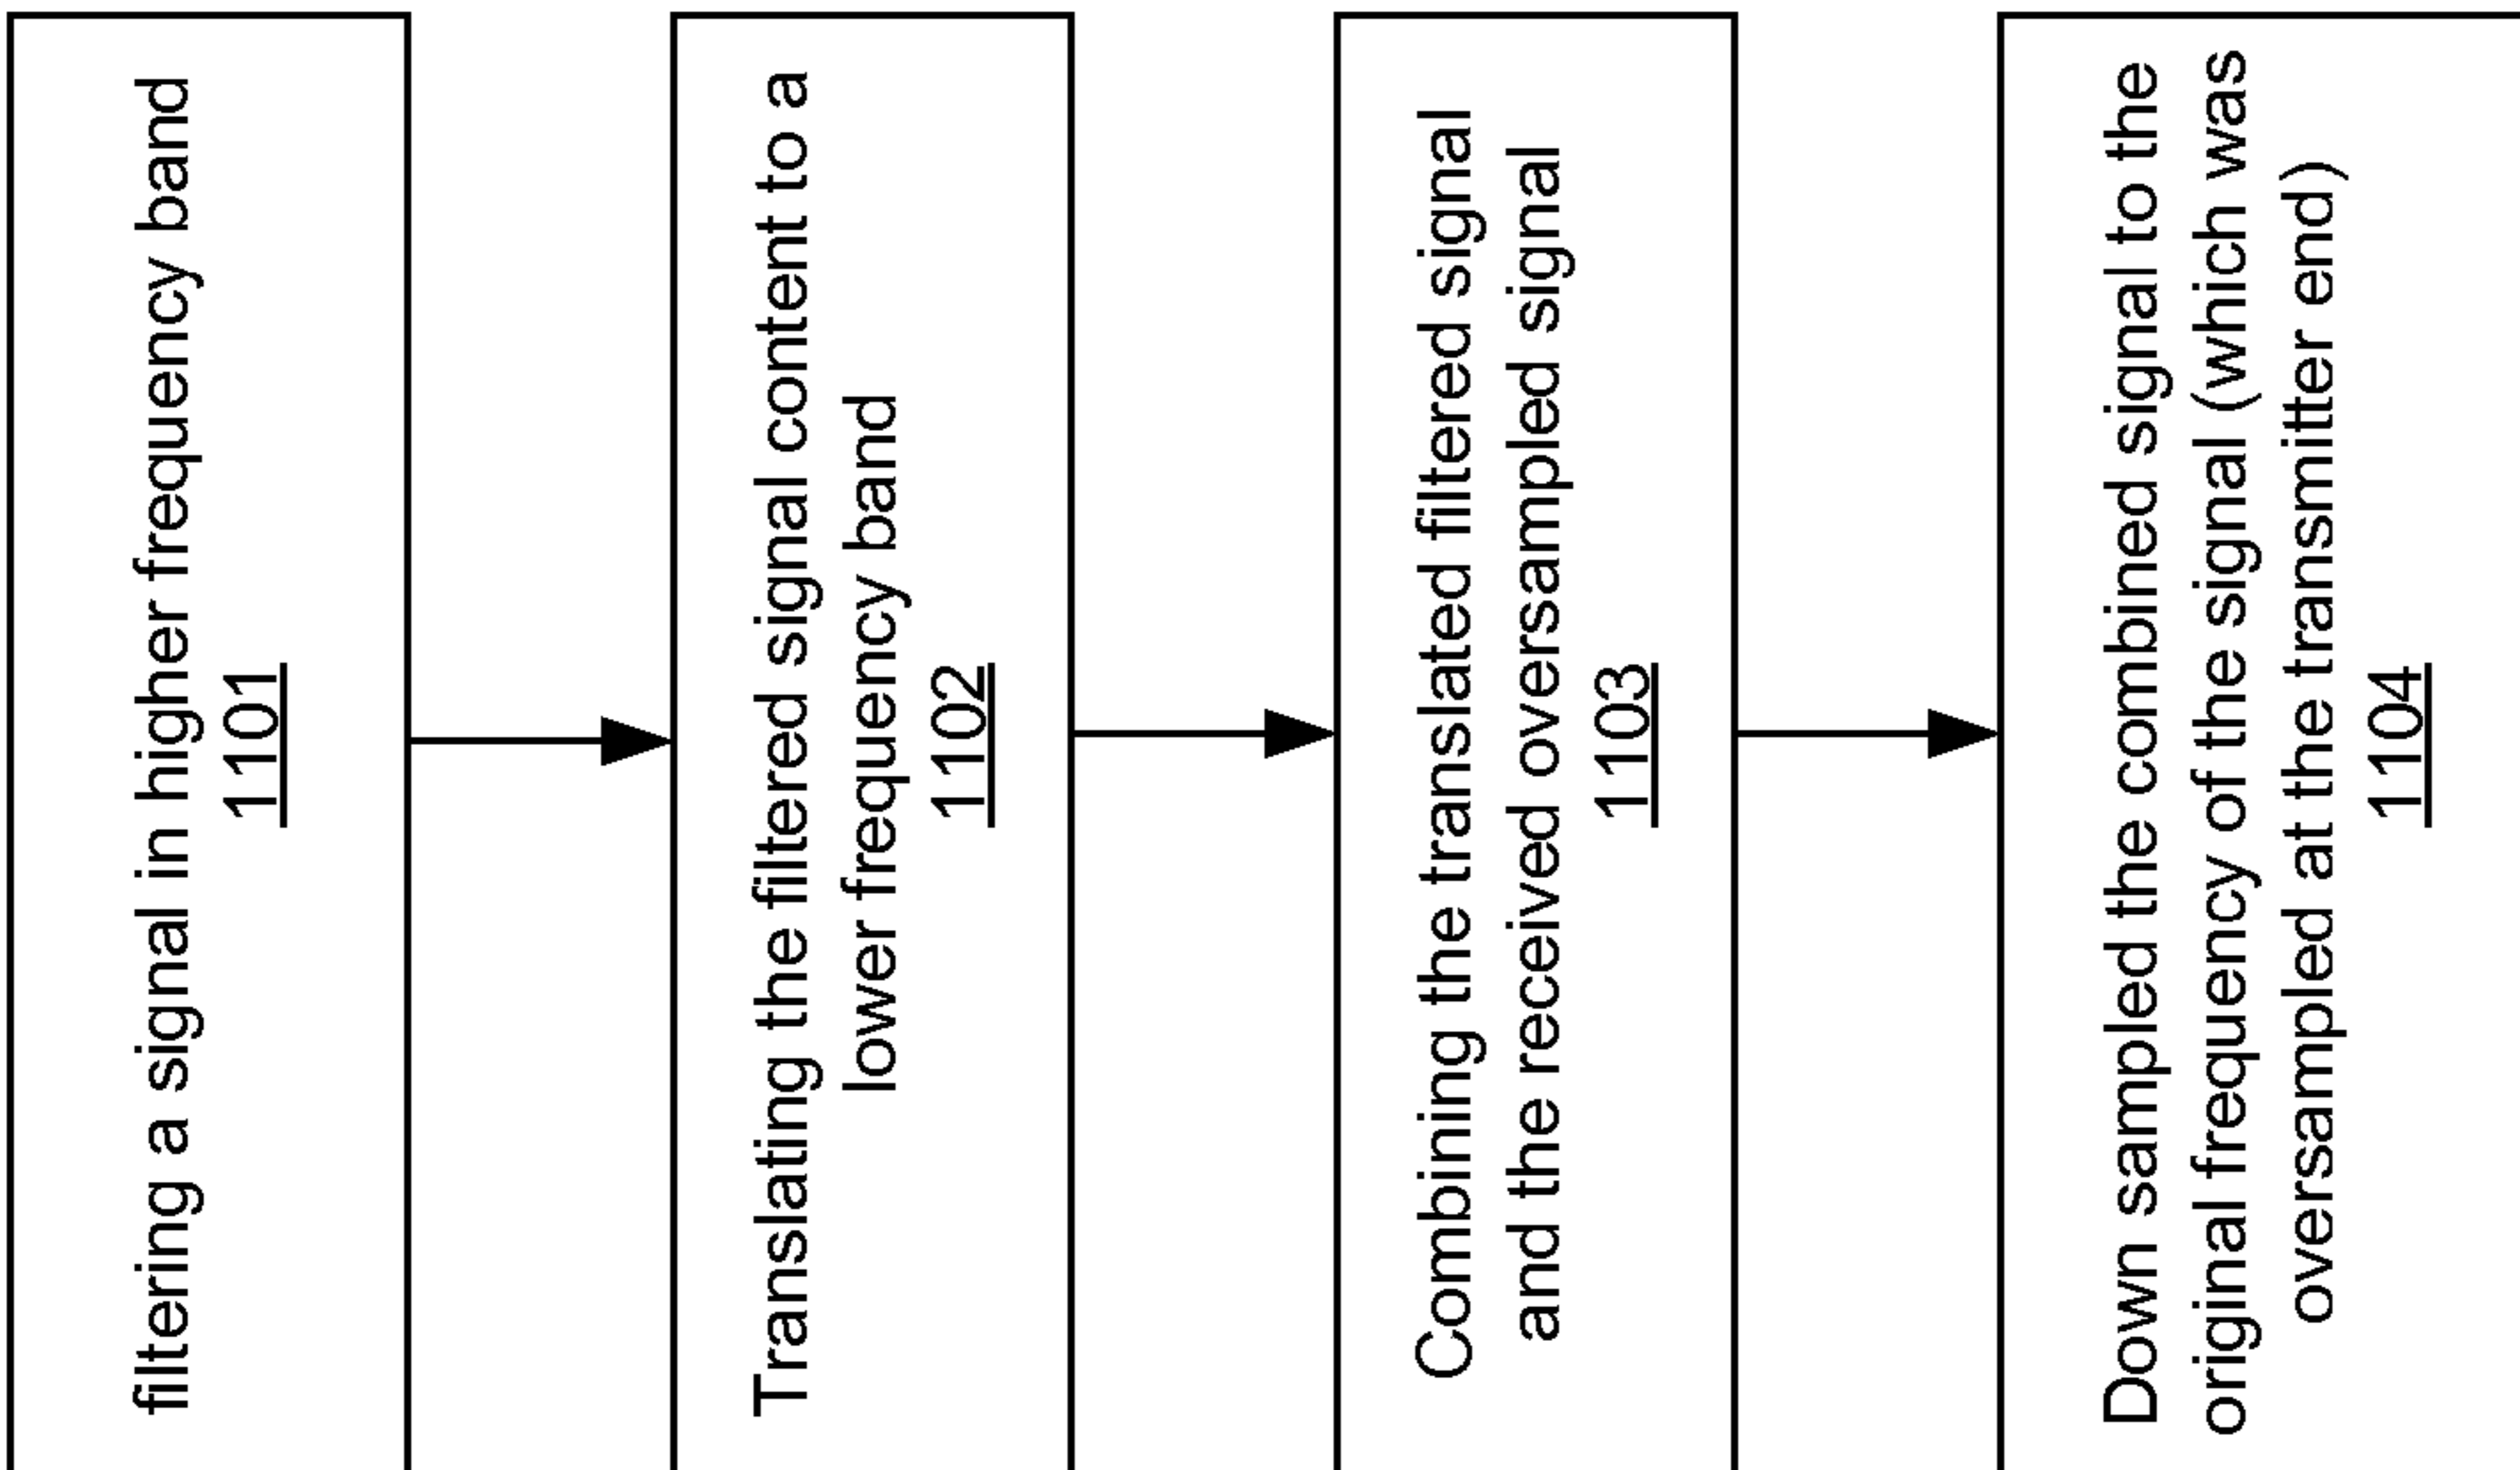 filtering a signal in higher frequency band
1101
Translating the filtered signal content to a
lower frequency band
1102
Combining the translated filtered signal
and the received oversampled signal
1103
Down sampled the combined signal to the
original frequency of the signal (which was
oversampled at the transmitter end)
1104